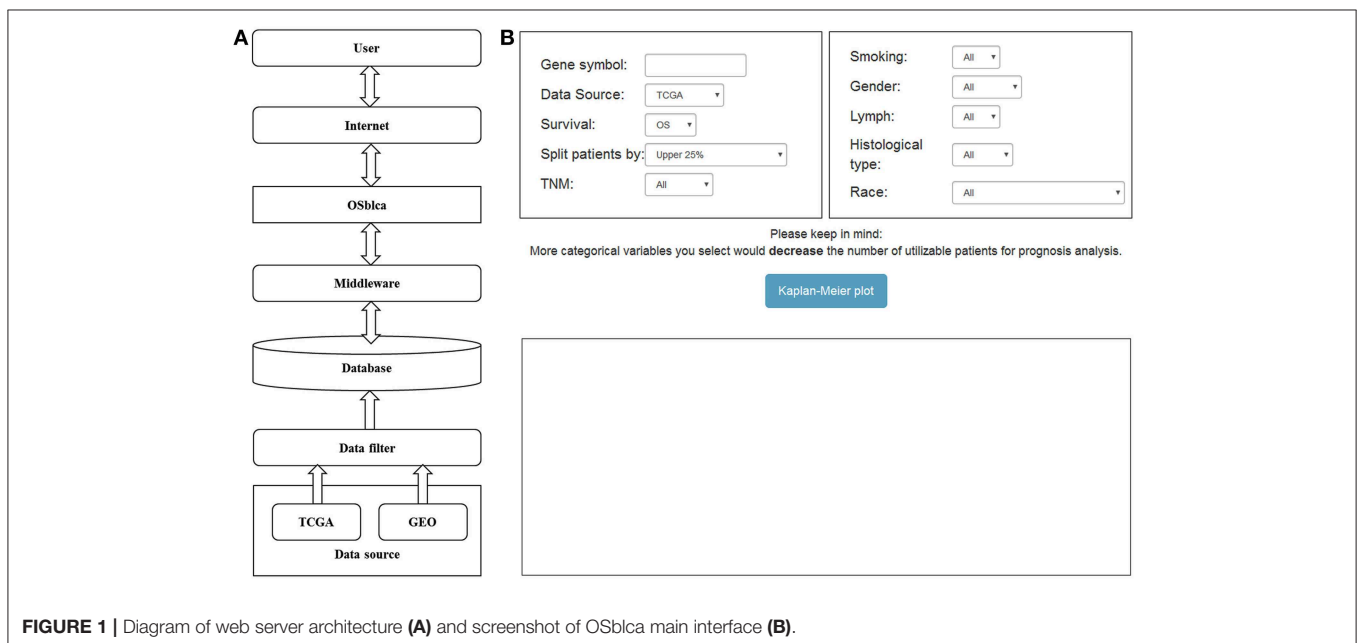 A
User
Internet
OSblca
Middleware
Database
Data filter
TCGA
GEO
Data source
B
Gene symbol:
Data Source: TCGA
Survival: OS
Split patients by: Upper 25%
TNM: All
Smoking: All
Gender: All
Lymph: All
Histological
type: All
Race: All
Please keep in mind:
More categorical variables you select would decrease the number of utilizable patients for prognosis analysis.
Kaplan-Meier plot
FIGURE 1 | Diagram of web server architecture (A) and screenshot of OSblca main interface (B).